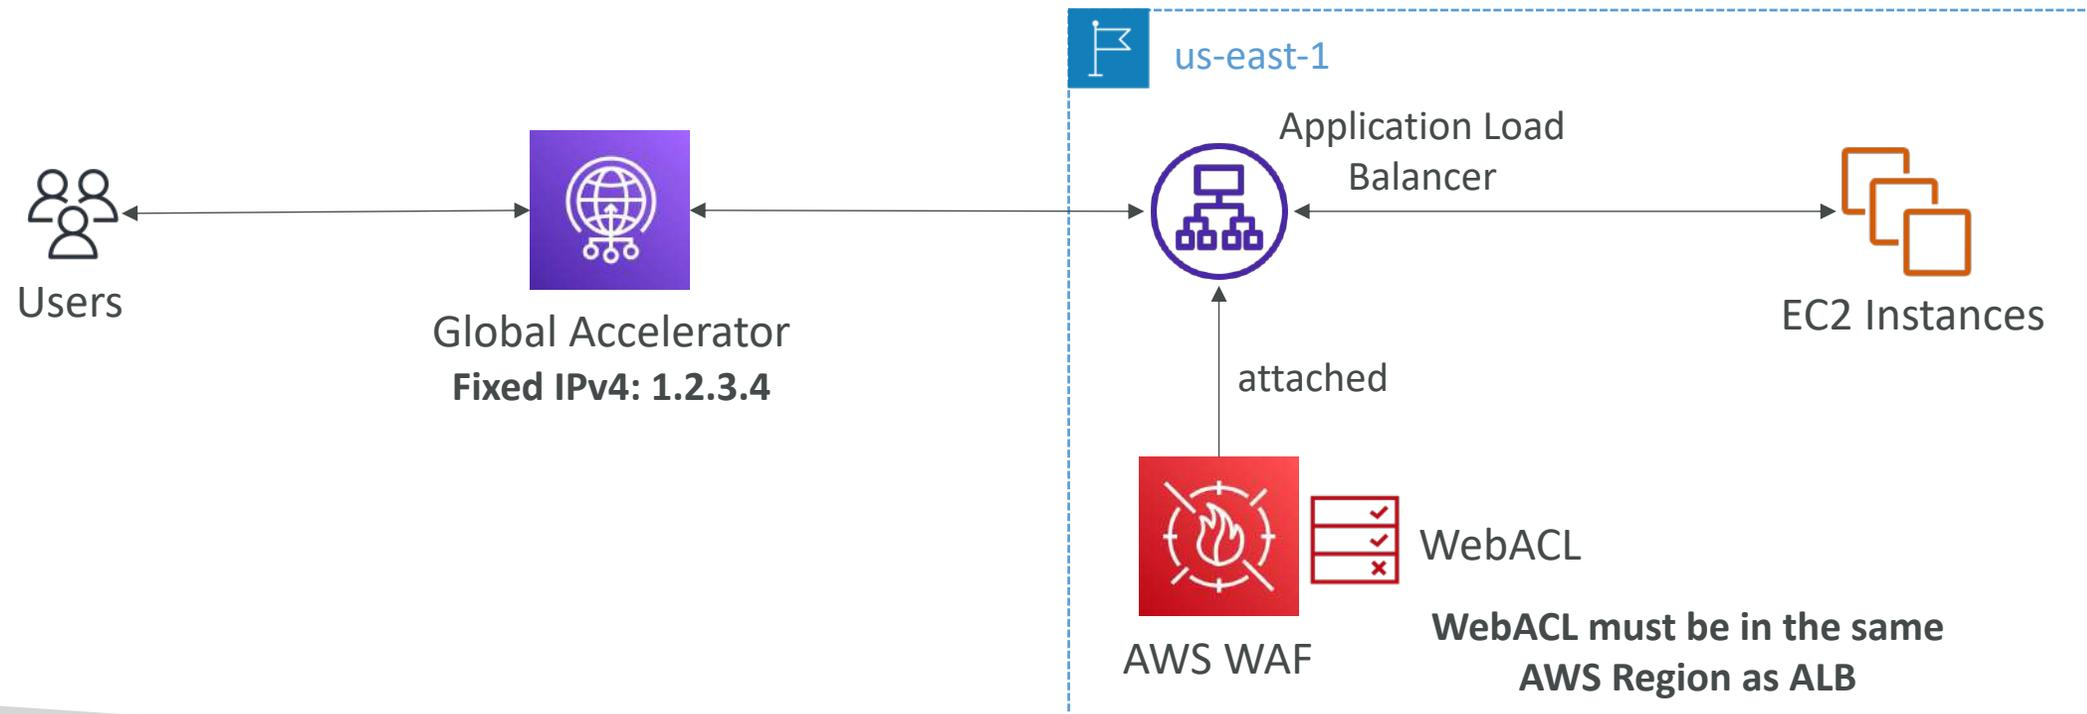 us-east-1
Application Load
Balancer
Users
Global Accelerator
Fixed IPv4: 1.2.3.4
EC2 Instances
attached
WebACL
AWS WAF
WebACL must be in the same
AWS Region as ALB